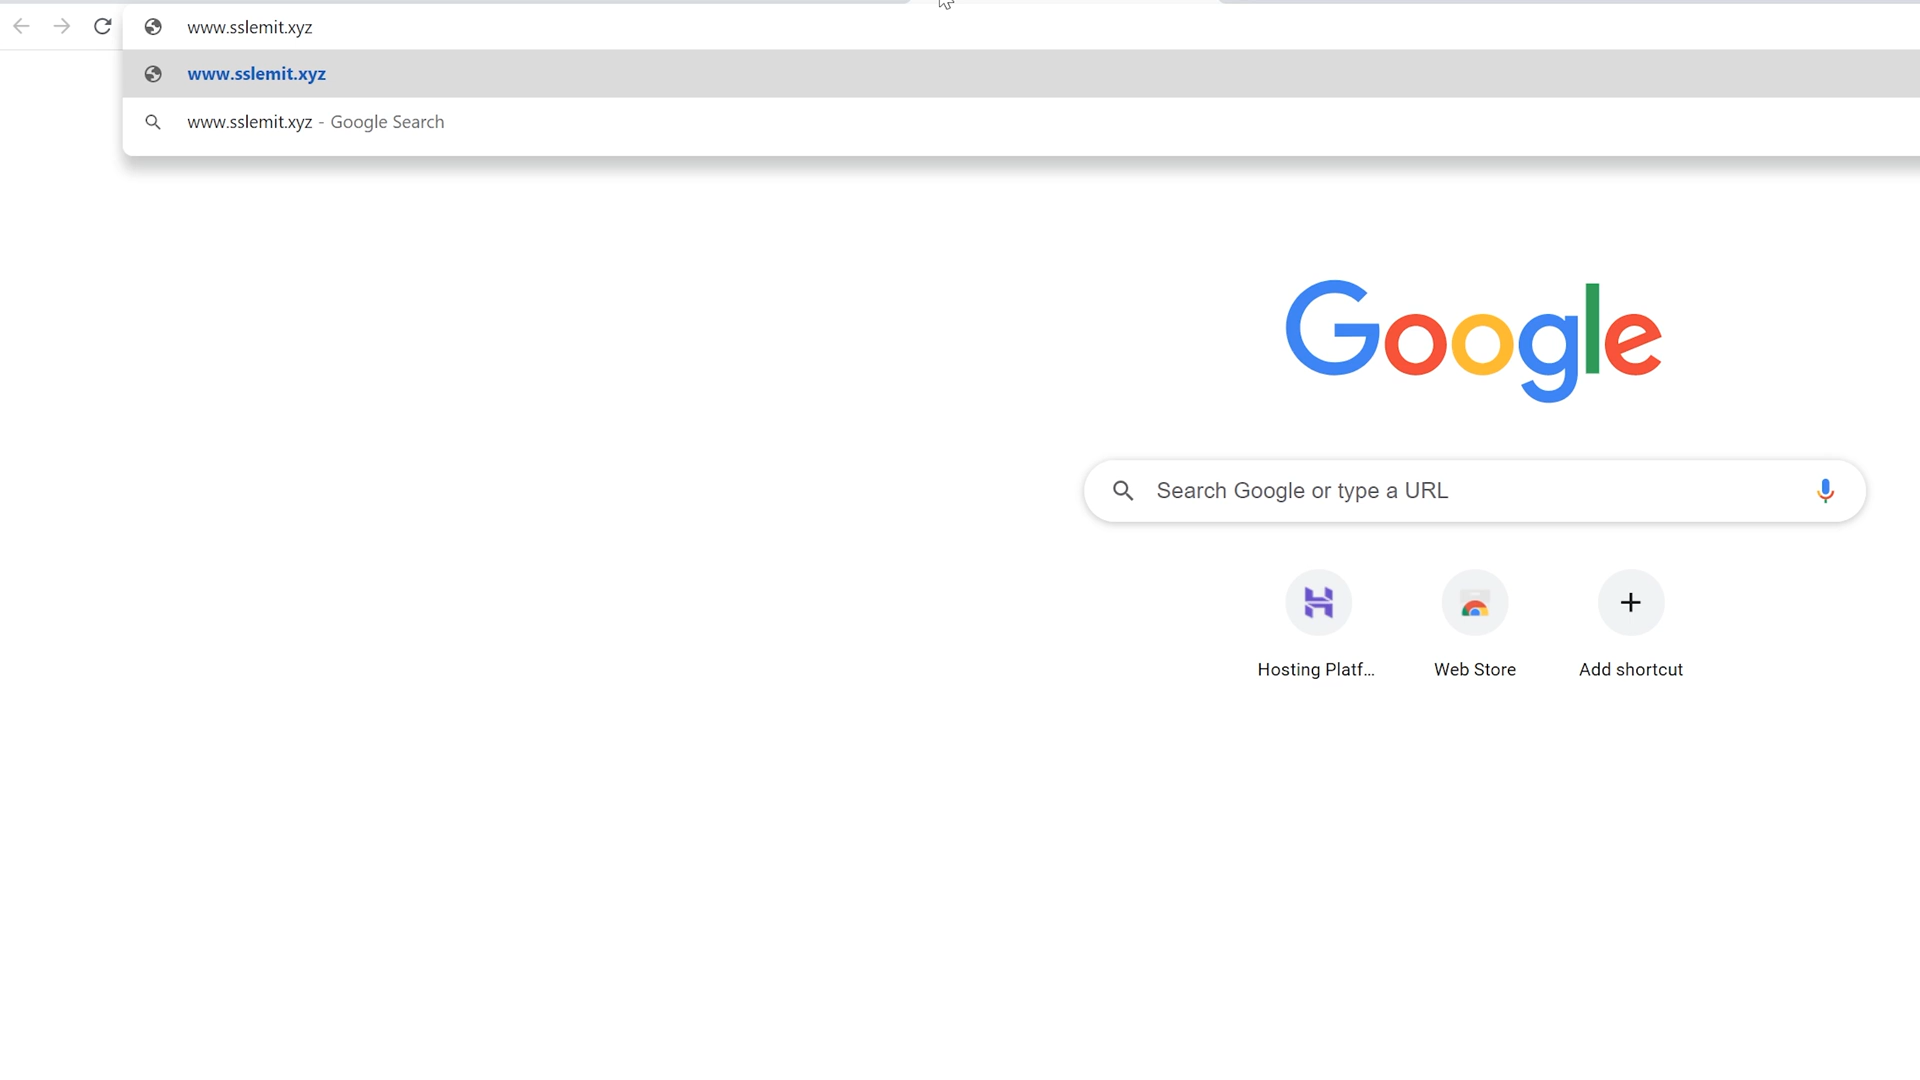 www.sslemit.xyz
www.sslemit.xyz
www.sslemit.xyz - Google Search
Google
Search Google or type a URL
Hosting Platf...
Web Store
Add shortcut